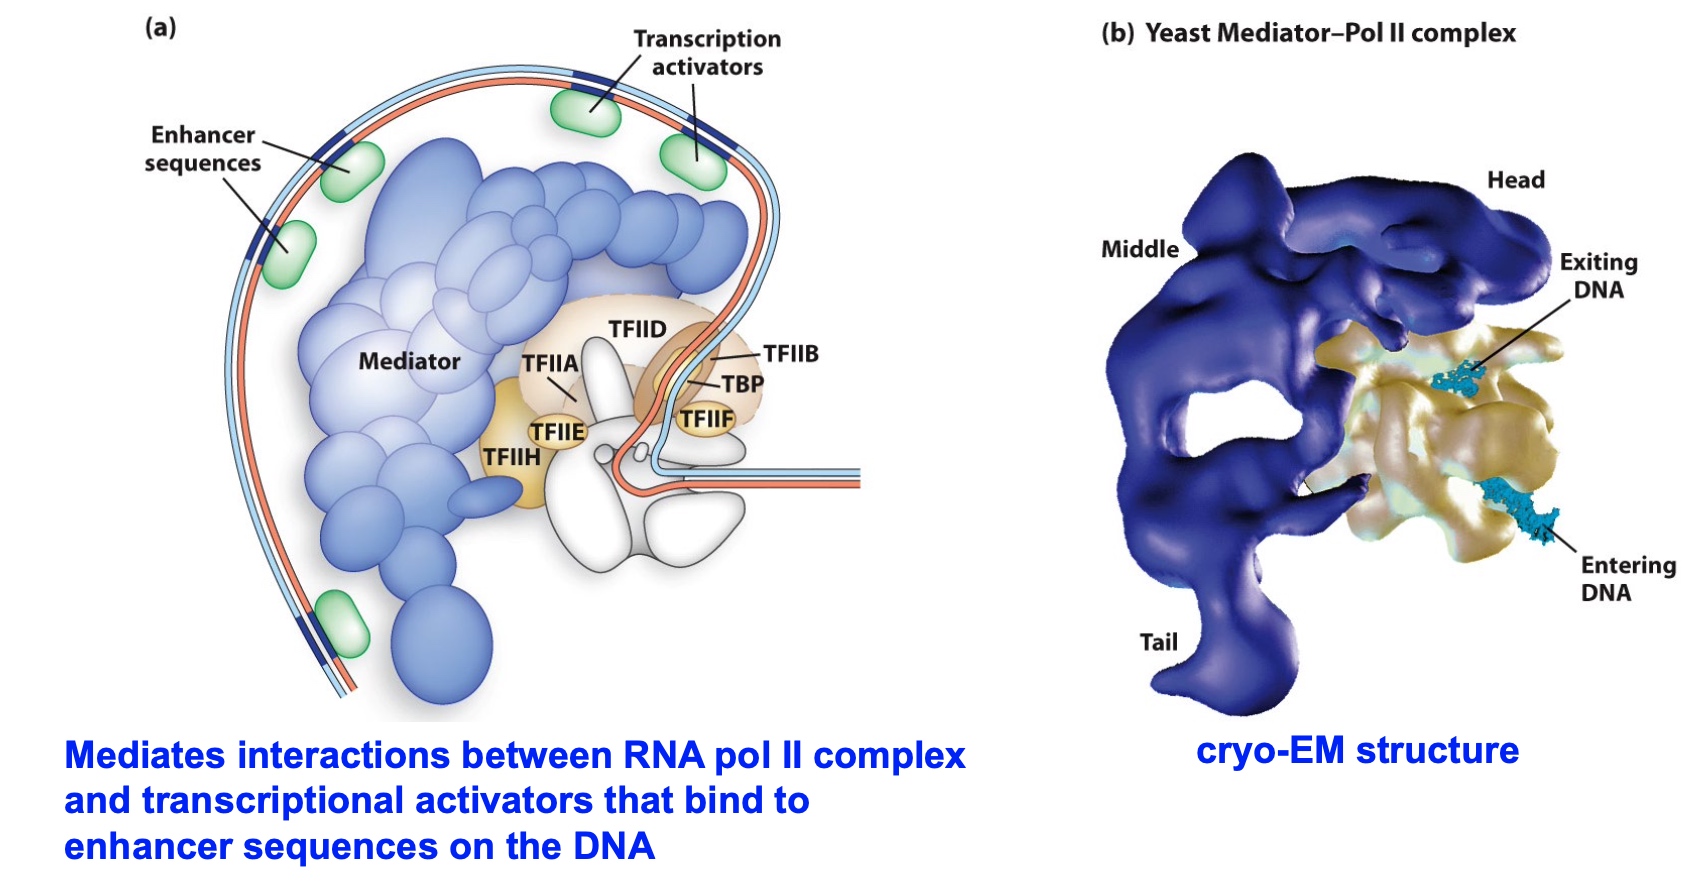 (a)
Transcription
activators
Enhancer
sequences
Mediator
TFIID
TFIIA
TFIIB
TBP
TFIIF
TFIIE
TFIIH
Mediates interactions between RNA pol II complex
and transcriptional activators that bind to
enhancer sequences on the DNA
(b) Yeast Mediator–Pol II complex
Head
Middle
Exiting
DNA
Entering
DNA
Tail
cryo-EM structure